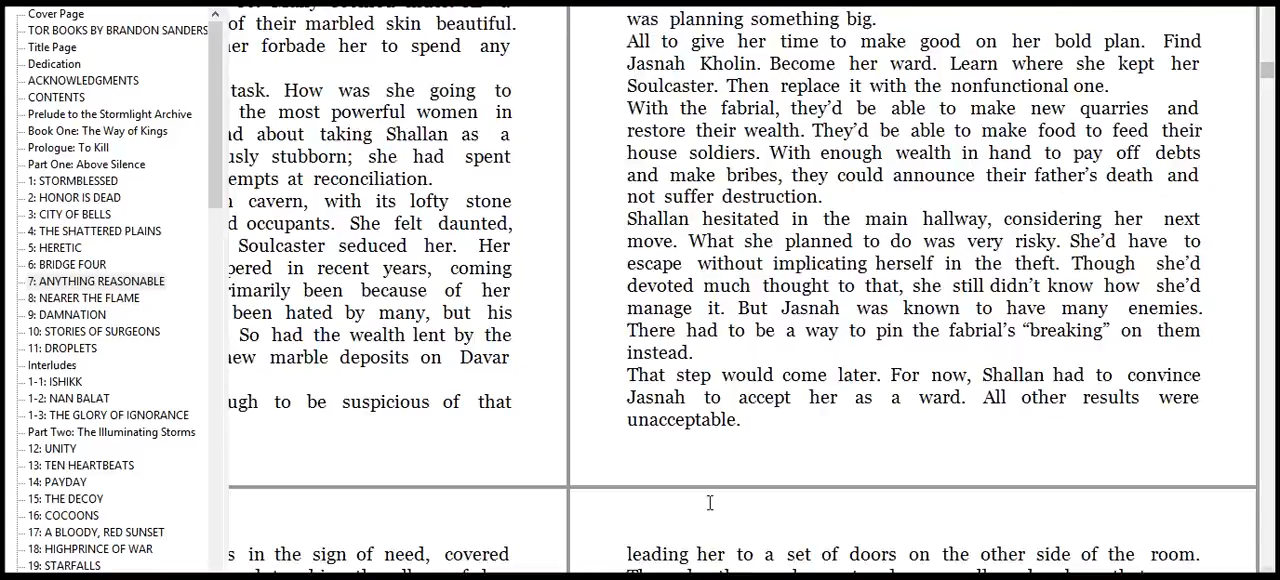 Cover Page
TOR BOOKS BY BRANDON SANDERS
Title Page
Dedication
ACKNOWLEDGMENTS
CONTENTS
Prelude to the Stormlight Archive
Book One: The Way of Kings
Prologue: To Kill
Part One: Above Silence
1: STORMBLESSED
2: HONOR IS DEAD
3: CITY OF BELLS
4: THE SHATTERED PLAINS
5: HERETIC
6: BRIDGE FOUR
7: ANYTHING REASONABLE
8: NEARER THE FLAME
9: DAMNATION
10: STORIES OF SURGEONS
11: DROPLETS
Interludes
1-1: ISHIKK
1-2: NAN BALAT
1-3: THE GLORY OF IGNORANCE
Part Two: The Illuminating Storms
12: UNITY
13: TEN HEARTBEATS
14: PAYDAY
15: THE DECOY
16: COCOONS
17: A BLOODY, RED SUNSET
18: HIGHPRINCE OF WAR
19: STARFALLS
of their marbled skin beautiful.
er forbade her to spend any
task. How was she going to
the most powerful women in
d about taking Shallan as a
usly stubborn; she had spent
empts at reconciliation.
cavern, with its lofty stone
d occupants. She felt daunted,
Soulcaster seduced her. Her
pered in recent years, coming
rimarily been because of her
been hated by many, but his
So had the wealth lent by the
new marble deposits on Davar
ugh to be suspicious of that
s in the sign of need, covered
was planning something big.
All to give her time to make good on her bold plan. Find
Jasnah Kholin. Become her ward. Learn where she kept her
Soulcaster. Then replace it with the nonfunctional one.
With the fabrial, they’d be able to make new quarries and
restore their wealth. They’d be able to make food to feed their
house soldiers. With enough wealth in hand to pay off debts
and make bribes, they could announce their father’s death and
not suffer destruction.
Shallan hesitated in the main hallway, considering her next
move. What she planned to do was very risky. She’d have to
escape without implicating herself in the theft. Though she’d
devoted much thought to that, she still didn’t know how she’d
manage it. But Jasnah was known to have many enemies.
There had to be a way to pin the fabrial’s “breaking” on them
instead.
That step would come later. For now, Shallan had to convince
Jasnah to accept her as a ward. All other results were
unacceptable.
leading her to a set of doors on the other side of the room.